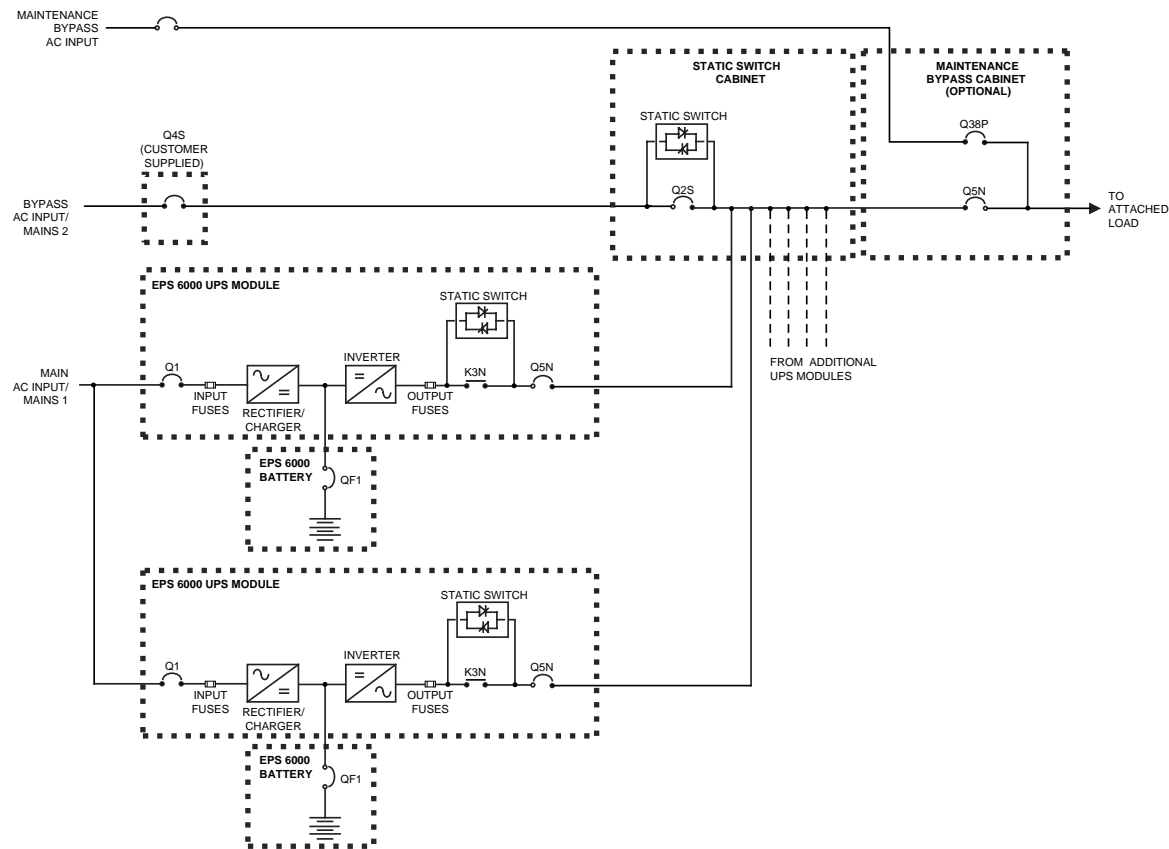 MAINTENANCE
BYPASS
AC INPUT
STATIC SWITCH
CABINET
MAINTENANCE
BYPASS CABINET
(OPTIONAL)
STATIC SWITCH
Q38P
Q4S
(CUSTOMER
SUPPLIED)
BYPASS
AC INPUT/
MAINS 2
Q2S
Q5N
TO
ATTACHED
LOAD
EPS 6000 UPS MODULE
STATIC SWITCH
FROM ADDITIONAL
UPS MODULES
MAIN
AC INPUT/
MAINS 1
Q1
INPUT
FUSES
RECTIFIER/
CHARGER
INVERTER
OUTPUT
FUSES
K3N
Q5N
EPS 6000
BATTERY
QF1
EPS 6000 UPS MODULE
STATIC SWITCH
Q1
INPUT
FUSES
RECTIFIER/
CHARGER
INVERTER
OUTPUT
FUSES
K3N
Q5N
EPS 6000
BATTERY
QF1